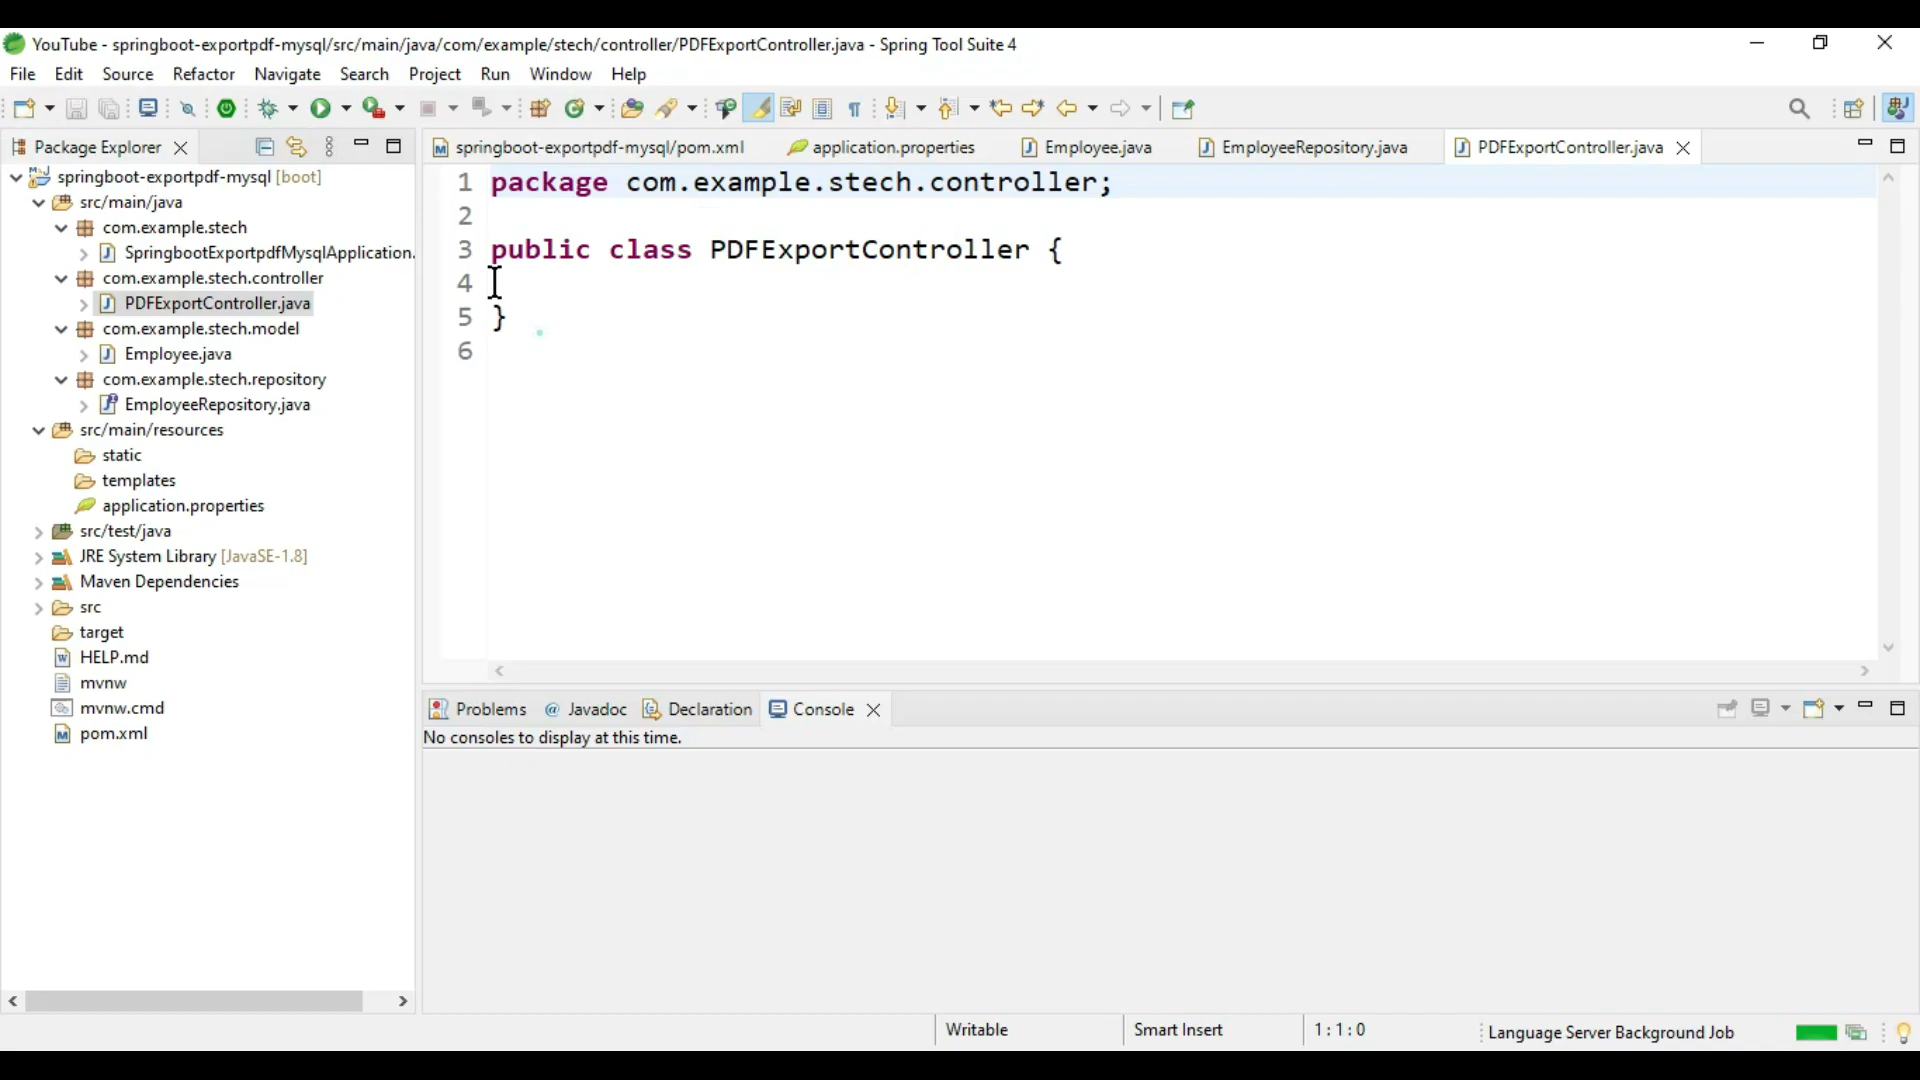 YouTube - springboot-exportpdf-mysql/src/main/java/com/example/stech/controller/PDFExportController.java - Spring Tool Suite 4
File Edit Source Refactor Navigate Search Project Run Window Help
Package Explorer
springboot-exportpdf-mysql/pom.xml application.properties Employee.java EmployeeRepository.java PDFExportController.java
springboot-exportpdf-mysql [boot]
src/main/java
com.example.stech
SpringbootExportpdfMysqlApplication.
com.example.stech.controller
PDFExportController.java
com.example.stech.model
Employee.java
com.example.stech.repository
EmployeeRepository.java
src/main/resources
static
templates
application.properties
src/test/java
JRE System Library [JavaSE-1.8]
Maven Dependencies
src
target
HELP.md
mvnw
mvnw.cmd
pom.xml
1 package com.example.stech.controller;
2
3 public class PDFExportController {
4
5 }
6
Problems @ Javadoc Declaration Console
No consoles to display at this time.
Writable Smart Insert 1 : 1 : 0 Language Server Background Job